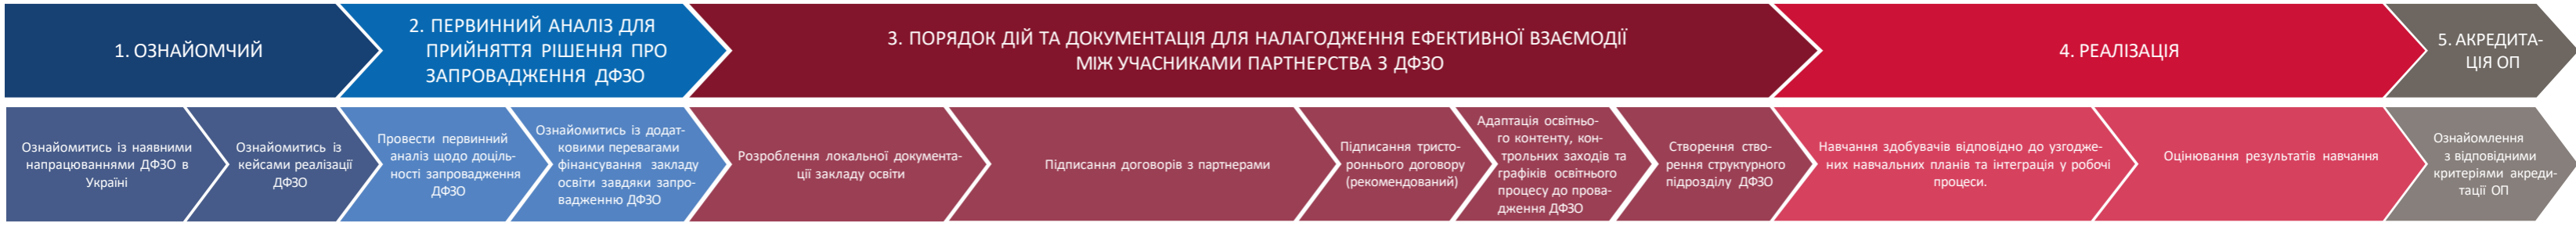 1. ОЗНАЙОМЧИЙ
2. ПЕРВИННИЙ АНАЛІЗ ДЛЯ
ПРИЙНЯТТЯ РІШЕННЯ ПРО
ЗАПРОВАДЖЕННЯ ДФЗО
3. ПОРЯДОК ДІЙ ТА ДОКУМЕНТАЦІЯ ДЛЯ НАЛАГОДЖЕННЯ ЕФЕКТИВНОЇ ВЗАЄМОДІЇ
МІЖ УЧАСНИКАМИ ПАРТНЕРСТВА З ДФЗО
4. РЕАЛІЗАЦІЯ
5. АКРЕДИТА-
ЦІЯ ОП
Ознайомитись із наявними
напрацюваннями ДФЗО в
Україні
Ознайомитись із
кейсами реалізації
ДФЗО
Провести первинний
аналіз щодо доціль-
ності запровадження
ДФЗО
Ознайомитись із додат-
ковими перевагами
фінансування закладу
освіти завдяки запро-
вадженню ДФЗО
Розроблення локальної документа-
ції закладу освіти
Підписання договорів з партнерами
Підписання тристо-
роннього договору
(рекомендований)
Адаптація освітньо-
го контенту, кон-
трольних заходів та
графіків освітнього
процесу до прова-
дження ДФЗО
Створення ство-
рення структурного
підрозділу ДФЗО
Навчання здобувачів відповідно до узгодже-
них навчальних планів та інтеграція у робочі
процеси.
Оцінювання результатів навчання
Ознайомлення
з відповідними
критеріями акреди-
тації ОП